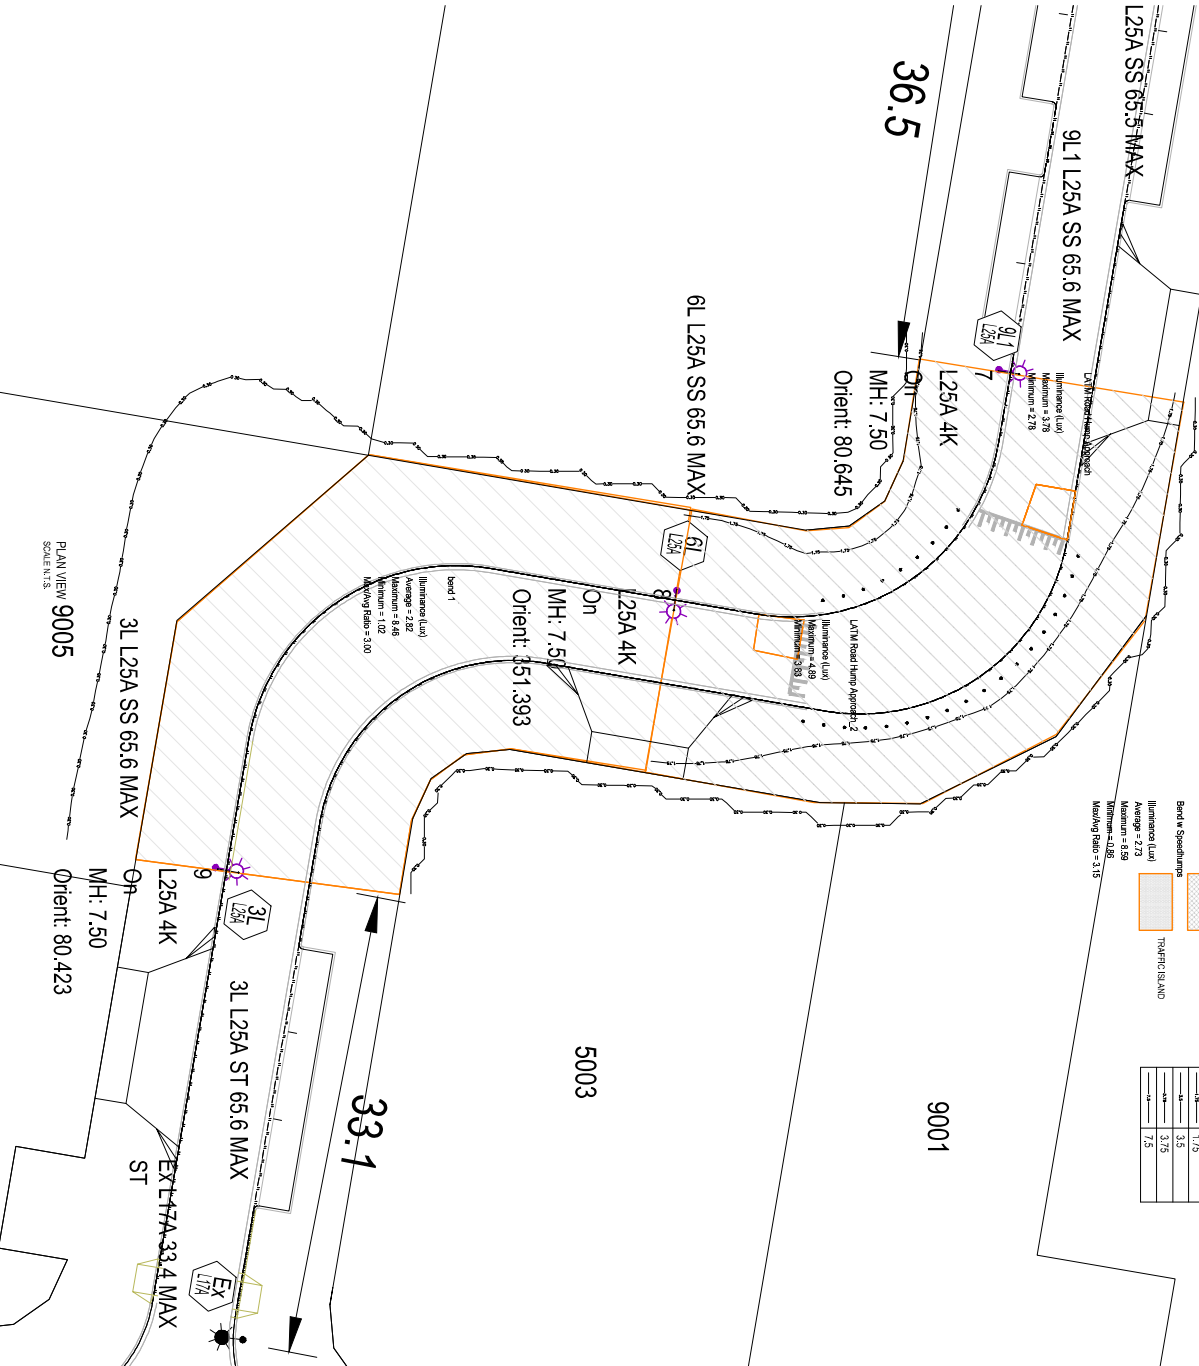 L25A SS 65.5 MAX
9L1 L25A SS 65.6 MAX
36.5
9L1
L25A
7
L25A 4K
On
MH: 7.50
Orient: 80.645
LATM Road Hump Approach
Illuminance (Lux)
Maximum = 3.78
Minimum = 2.78
6L L25A SS 65.6 MAX
6L
L25A
8
L25A 4K
On
MH: 7.50
Orient: 351.393
LATM Road Hump Approach_2
Illuminance (Lux)
Maximum = 4.89
Minimum = 3.83
bend 1
Illuminance (Lux)
Average = 2.82
Maximum = 8.46
Minimum = 1.02
Max/Avg Ratio = 3.00
Bend w Speedhumps
Illuminance (Lux)
Average = 2.73
Maximum = 8.59
Minimum = 0.86
Max/Avg Ratio = 3.15
TRAFFIC ISLAND
1.75
3.5
3.75
7.5
PLAN VIEW
SCALE N.T.S.
9005
3L L25A SS 65.6 MAX
9
L25A 4K
On
MH: 7.50
Orient: 80.423
3L
L25A
3L L25A ST 65.6 MAX
33.1
5003
9001
EX L17A 33.4 MAX
ST
EX
L17A